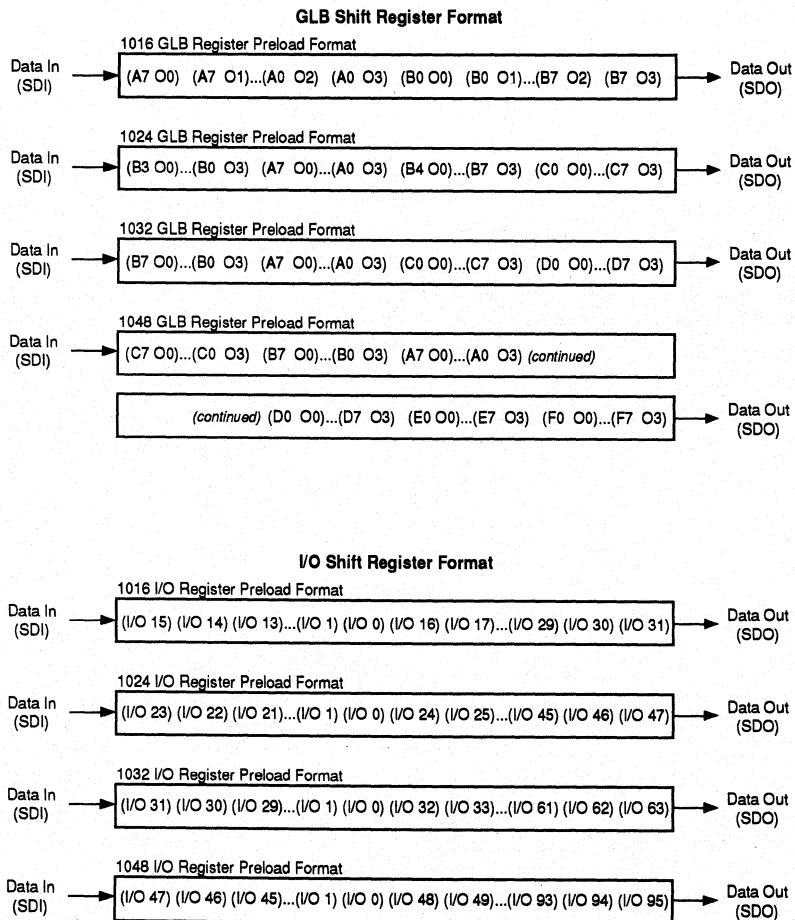 GLB Shift Register Format
1016 GLB Register Preload Format
Data In
(SDI)
(A7 O0) (A7 O1)...(A0 O2) (A0 O3) (B0 O0) (B0 O1)...(B7 O2) (B7 O3)
Data Out
(SDO)
1024 GLB Register Preload Format
Data In
(SDI)
(B3 O0)...(B0 O3) (A7 O0)...(A0 O3) (B4 O0)...(B7 O3) (C0 O0)...(C7 O3)
Data Out
(SDO)
1032 GLB Register Preload Format
Data In
(SDI)
(B7 O0)...(B0 O3) (A7 O0)...(A0 O3) (C0 O0)...(C7 O3) (D0 O0)...(D7 O3)
Data Out
(SDO)
1048 GLB Register Preload Format
Data In
(SDI)
(C7 O0)...(C0 O3) (B7 O0)...(B0 O3) (A7 O0)...(A0 O3) (continued)
(continued) (D0 O0)...(D7 O3) (E0 O0)...(E7 O3) (F0 O0)...(F7 O3)
Data Out
(SDO)
I/O Shift Register Format
1016 I/O Register Preload Format
Data In
(SDI)
(I/O 15) (I/O 14) (I/O 13)...(I/O 1) (I/O 0) (I/O 16) (I/O 17)...(I/O 29) (I/O 30) (I/O 31)
Data Out
(SDO)
1024 I/O Register Preload Format
Data In
(SDI)
(I/O 23) (I/O 22) (I/O 21)...(I/O 1) (I/O 0) (I/O 24) (I/O 25)...(I/O 45) (I/O 46) (I/O 47)
Data Out
(SDO)
1032 I/O Register Preload Format
Data In
(SDI)
(I/O 31) (I/O 30) (I/O 29)...(I/O 1) (I/O 0) (I/O 32) (I/O 33)...(I/O 61) (I/O 62) (I/O 63)
Data Out
(SDO)
1048 I/O Register Preload Format
Data In
(SDI)
(I/O 47) (I/O 46) (I/O 45)...(I/O 1) (I/O 0) (I/O 48) (I/O 49)...(I/O 93) (I/O 94) (I/O 95)
Data Out
(SDO)